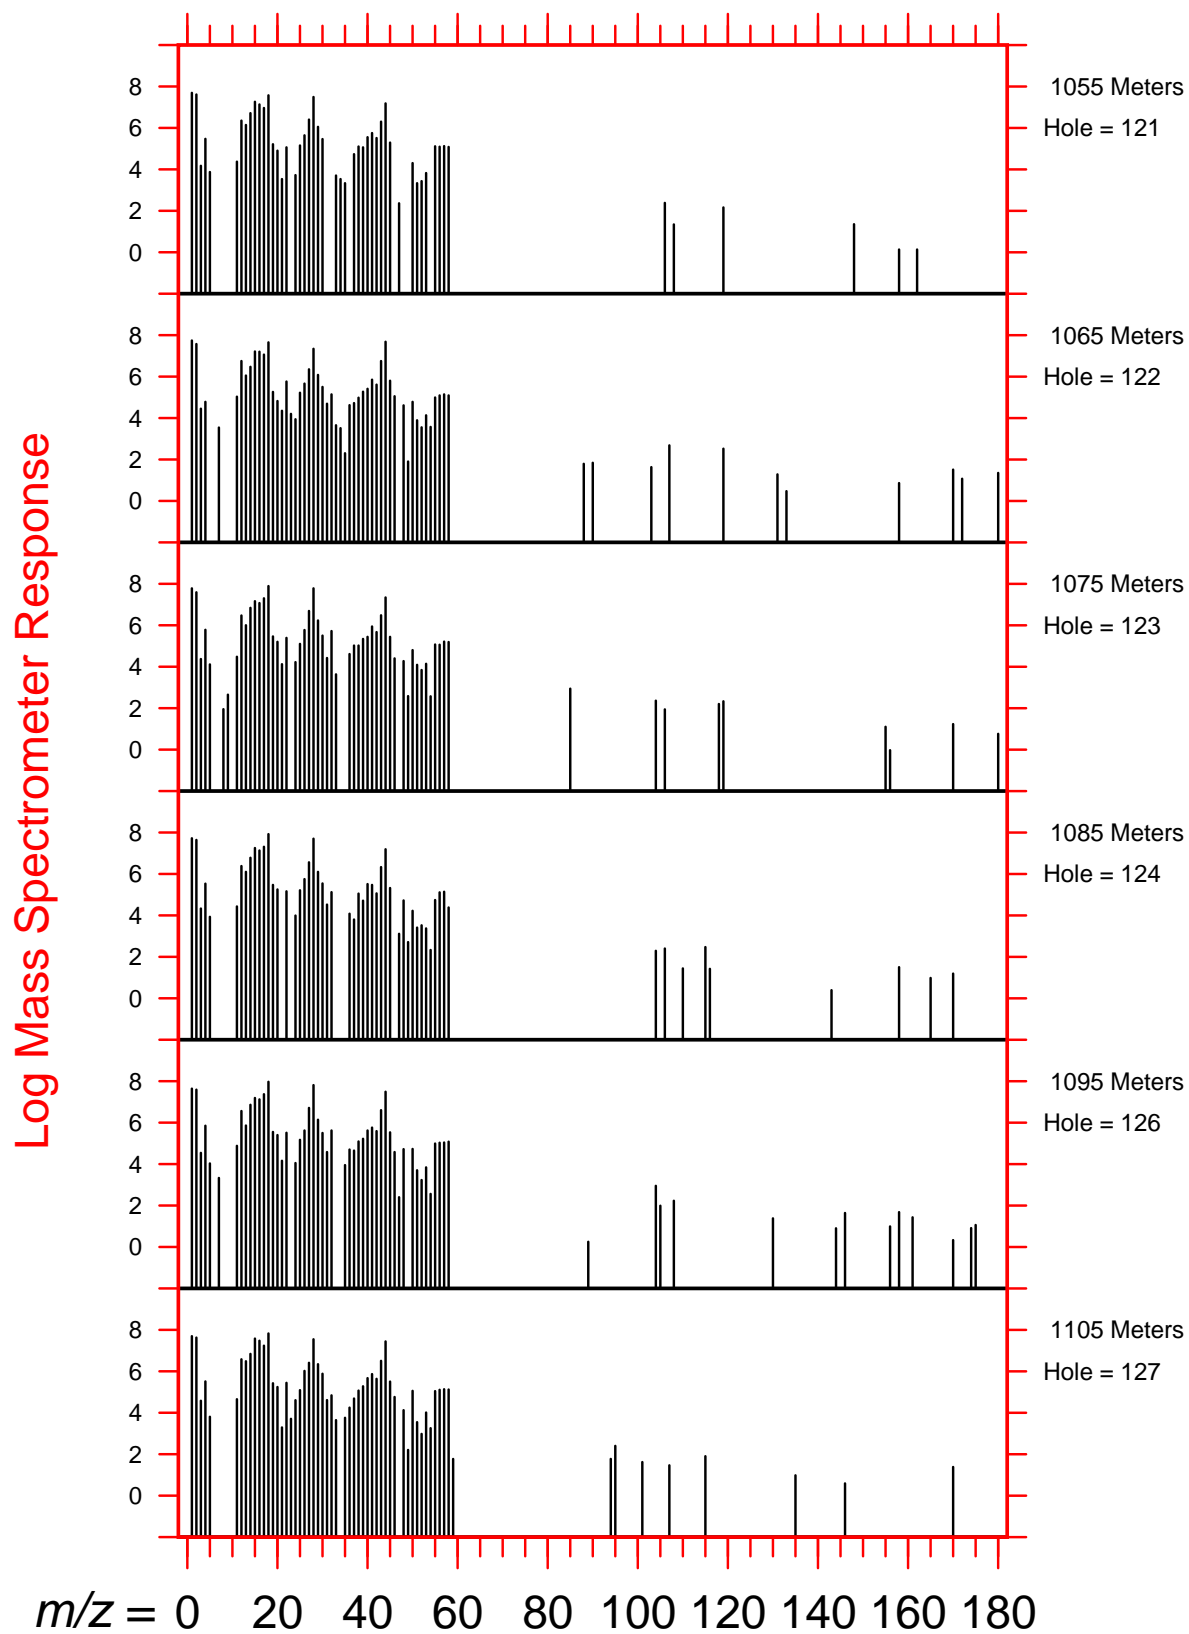 Log Mass Spectrometer Response
8
6
4
2
0
1055 Meters
Hole = 121
8
6
4
2
0
1065 Meters
Hole = 122
8
6
4
2
0
1075 Meters
Hole = 123
8
6
4
2
0
1085 Meters
Hole = 124
8
6
4
2
0
1095 Meters
Hole = 126
8
6
4
2
0
1105 Meters
Hole = 127
m/z = 0 20 40 60 80 100 120 140 160 180